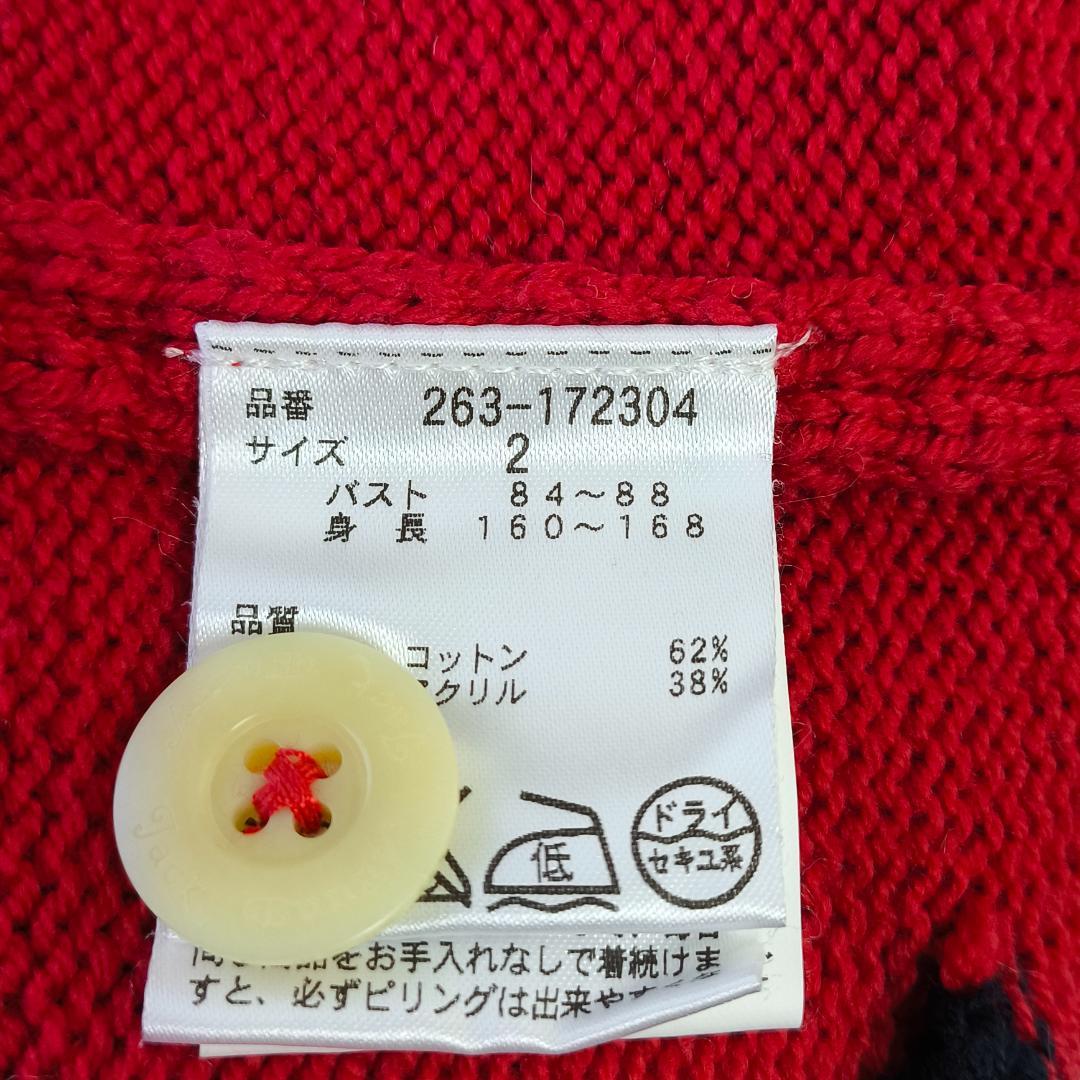 品番 263-172304
サイズ 2
バスト 84～88
身長 160～168
品質
コットン 62%
アクリル 38%
低
ドライ
セキユ系
Jack
をお手入れなしで着続けま
すと、必ずピリングは出来や